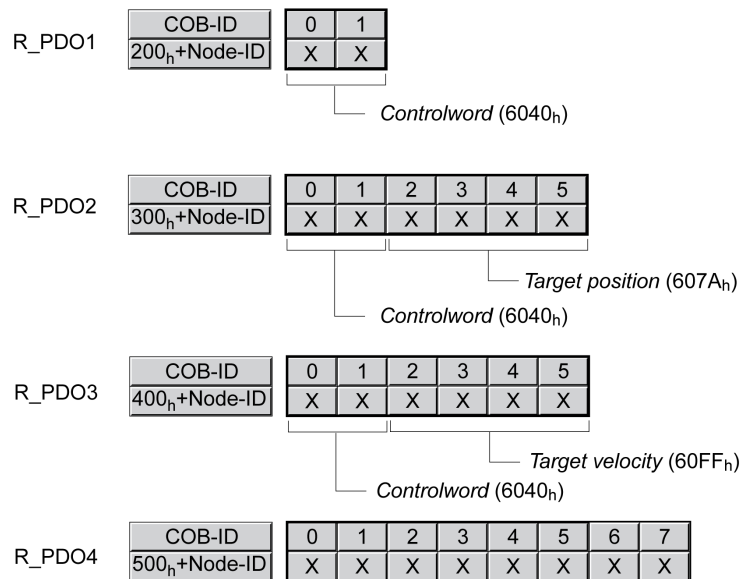 R_PDO1 COB-ID 0 1
200h+Node-ID X X
Controlword (6040h)
R_PDO2 COB-ID 0 1 2 3 4 5
300h+Node-ID X X X X X X
Target position (607Ah)
Controlword (6040h)
R_PDO3 COB-ID 0 1 2 3 4 5
400h+Node-ID X X X X X X
Target velocity (60FFh)
Controlword (6040h)
R_PDO4 COB-ID 0 1 2 3 4 5 6 7
500h+Node-ID X X X X X X X X